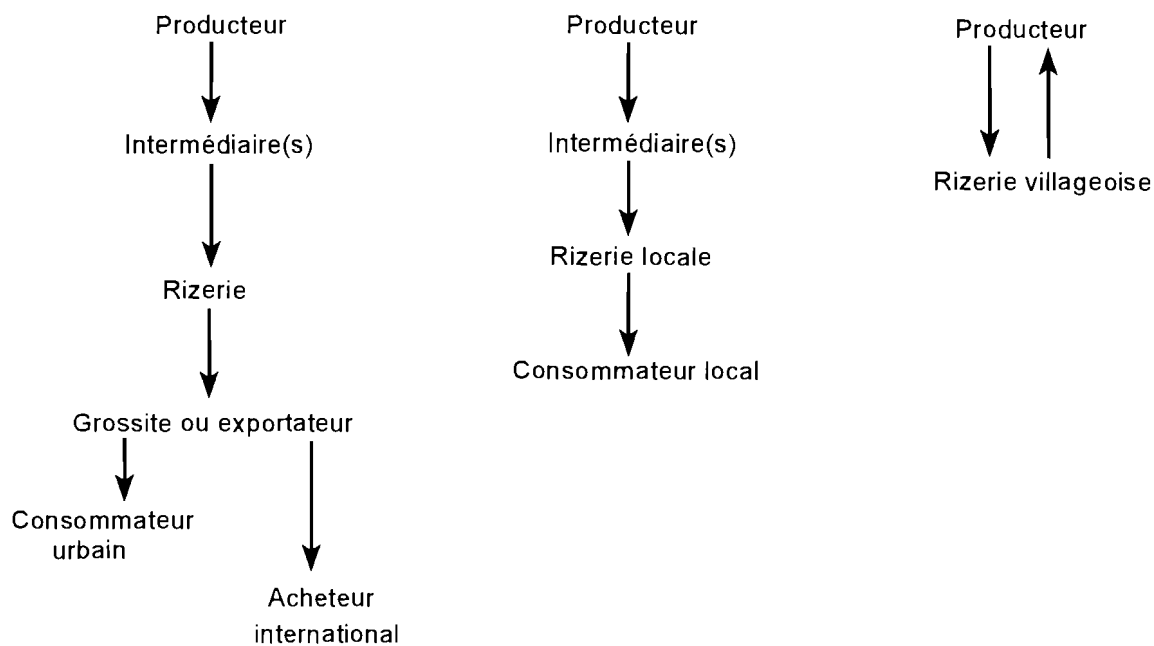 Producteur
Intermédiaire(s)
Rizerie
Grossite ou exportateur
Consommateur
urbain
Acheteur
international
Producteur
Intermédiaire(s)
Rizerie locale
Consommateur local
Producteur
Rizerie villageoise